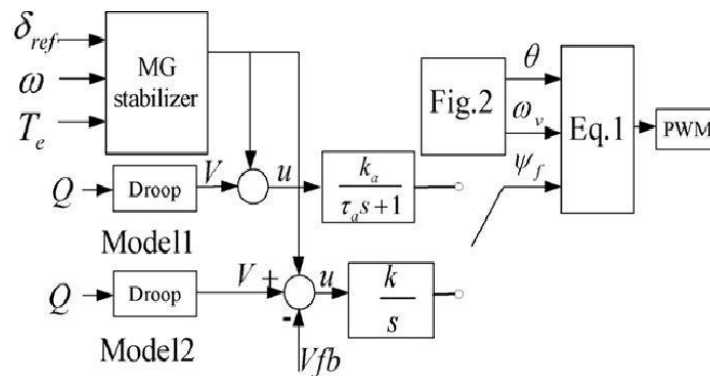 δref
ω
Te
MG
stabilizer
Q
Droop
V
u
ka
τas+1
Model1
Q
Droop
V +
-
u
k
s
Model2
Vfb
Fig.2
θ
ωv
ψf
Eq.1
PWM